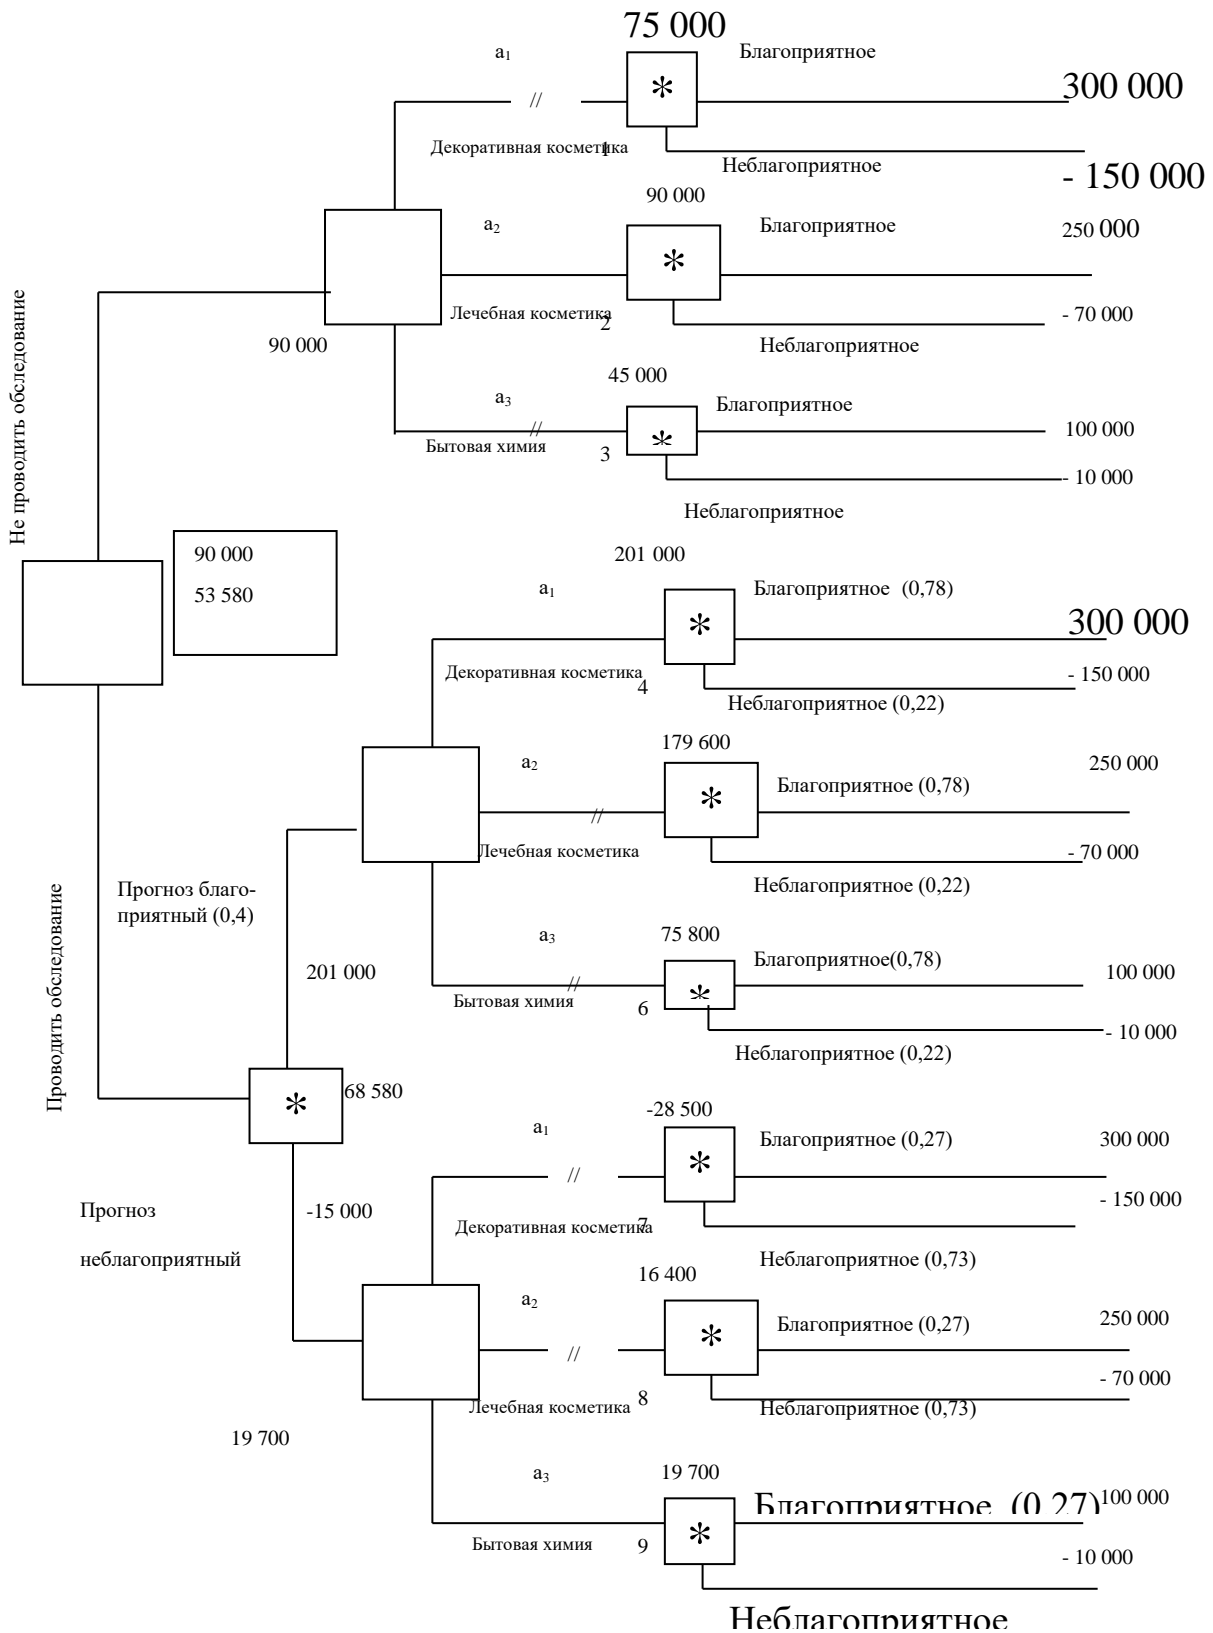 75 000
a₁
Благоприятное
*
300 000
//
Декоративная косметика
1
Неблагоприятное
- 150 000
90 000
a₂
Благоприятное
250 000
*
Лечебная косметика
2
- 70 000
Неблагоприятное
90 000
45 000
a₃
Благоприятное
//
*
100 000
Бытовая химия
3
- 10 000
Неблагоприятное
Не проводить обследование
90 000
53 580
201 000
a₁
Благоприятное (0,78)
*
300 000
Декоративная косметика
4
- 150 000
Неблагоприятное (0,22)
179 600
a₂
250 000
Благоприятное (0,78)
*
//
Лечебная косметика
- 70 000
Неблагоприятное (0,22)
Прогноз благо-
приятный (0,4)
Проводить обследование
a₃
75 800
Благоприятное(0,78)
201 000
//
*
100 000
Бытовая химия
6
- 10 000
Неблагоприятное (0,22)
*
68 580
-28 500
a₁
Благоприятное (0,27)
300 000
*
//
- 150 000
Прогноз
неблагоприятный
-15 000
Декоративная косметика
7
Неблагоприятное (0,73)
16 400
a₂
Благоприятное (0,27)
250 000
*
//
- 70 000
Лечебная косметика
8
Неблагоприятное (0,73)
19 700
a₃
19 700
Благоприятное (0,27)
100 000
*
Бытовая химия
9
- 10 000
Неблагоприятное